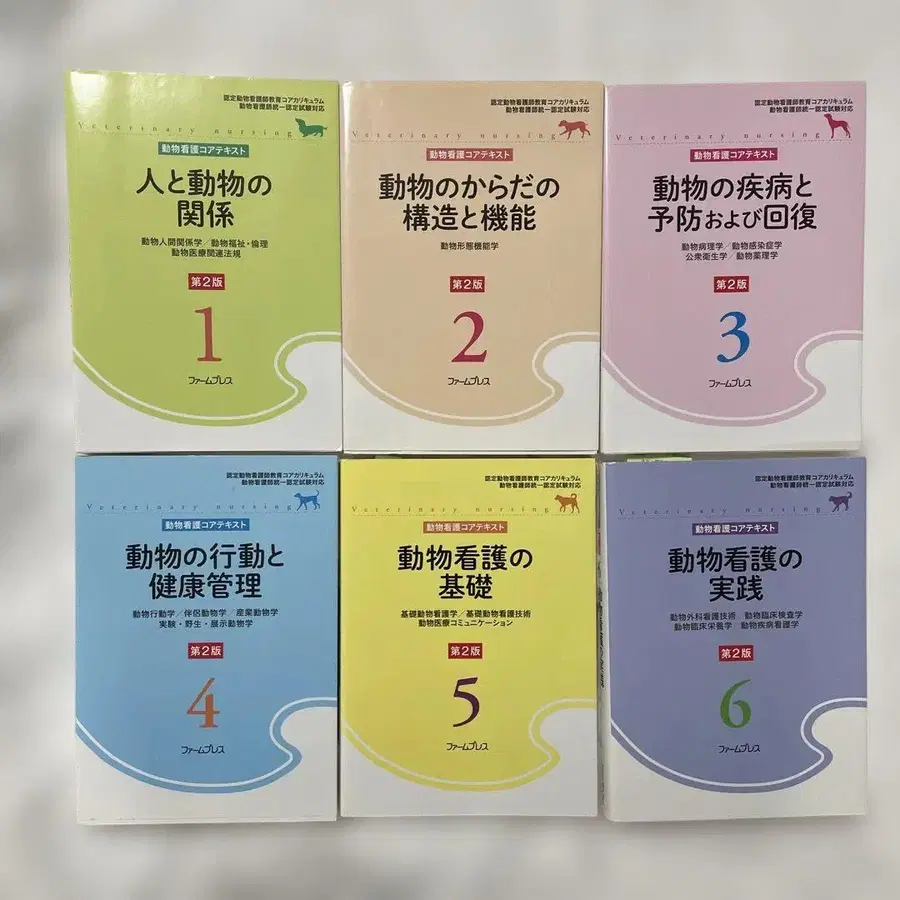 認定動物看護師教育コアカリキュラム
動物看護師統一認定試験対応
Veterinary nursing
動物看護コアテキスト
人と動物の
関係
動物人間関係学/動物福祉・倫理
動物医療関連法規
第2版
1
ファームプレス
認定動物看護師教育コアカリキュラム
動物看護師統一認定試験対応
Veterinary nursing
動物看護コアテキスト
動物のからだの
構造と機能
動物形態機能学
第2版
2
ファームプレス
認定動物看護師教育コアカリキュラム
動物看護師統一認定試験対応
Veterinary nursing
動物看護コアテキスト
動物の疾病と
予防および回復
動物病理学/動物感染症学
公衆衛生学/動物薬理学
第2版
3
ファームプレス
認定動物看護師教育コアカリキュラム
動物看護師統一認定試験対応
Veterinary nursing
動物看護コアテキスト
動物の行動と
健康管理
動物行動学/伴侶動物学/産業動物学
実験・野生・展示動物学
第2版
4
ファームプレス
認定動物看護師教育コアカリキュラム
動物看護師統一認定試験対応
Veterinary nursing
動物看護コアテキスト
動物看護の
基礎
基礎動物看護学/基礎動物看護技術
動物医療コミュニケーション
第2版
5
ファームプレス
認定動物看護師教育コアカリキュラム
動物看護師統一認定試験対応
Veterinary nursing
動物看護コアテキスト
動物看護の
実践
動物外科看護技術 動物臨床検査学
動物臨床栄養学 動物疾病看護学
第2版
6
ファームプレス